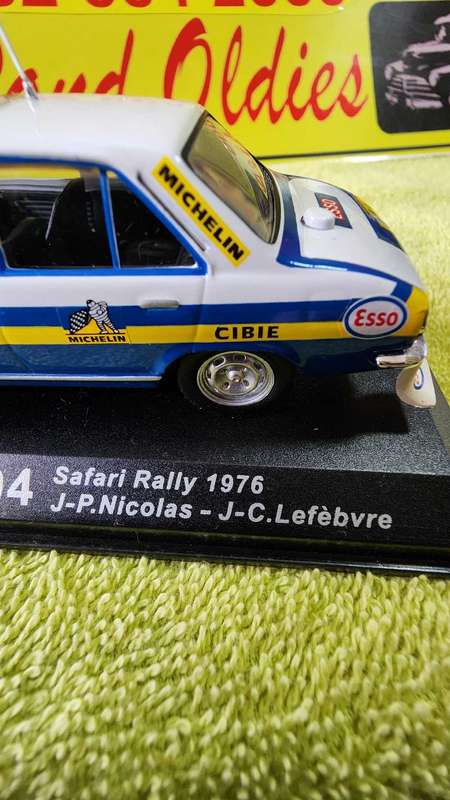 Oldies
MICHELIN
ESSO
Esso
MICHELIN
CIBIE
04 Safari Rally 1976
J-P.Nicolas - J-C.Lefèbvre